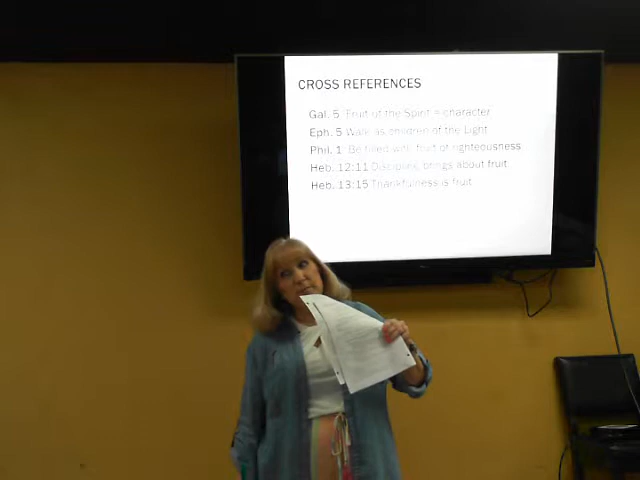 CROSS REFERENCES
Gal. 5 Fruit of the Spirit = character
Eph. 5 Walk as children of the Light
Phil. 1 Be filled with fruit of righteousness
Heb. 12:11 Discipline brings about fruit
Heb. 13:15 Thankfulness is fruit